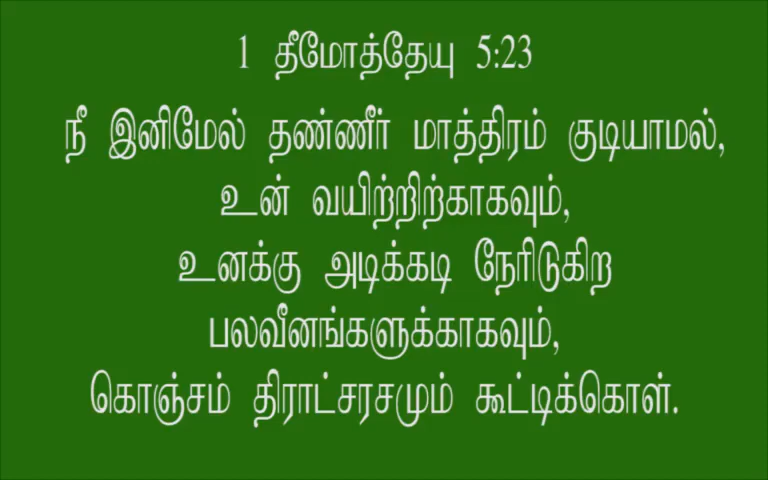 1 தீமோத்தேயு 5:23
நீ இனிமேல் தண்ணீர் மாத்திரம் குடியாமல்,
உன் வயிற்றிற்காகவும்,
உனக்கு அடிக்கடி நேரிடுகிற
பலவீனங்களுக்காகவும்,
கொஞ்சம் திராட்சரசமும் கூட்டிக்கொள்.